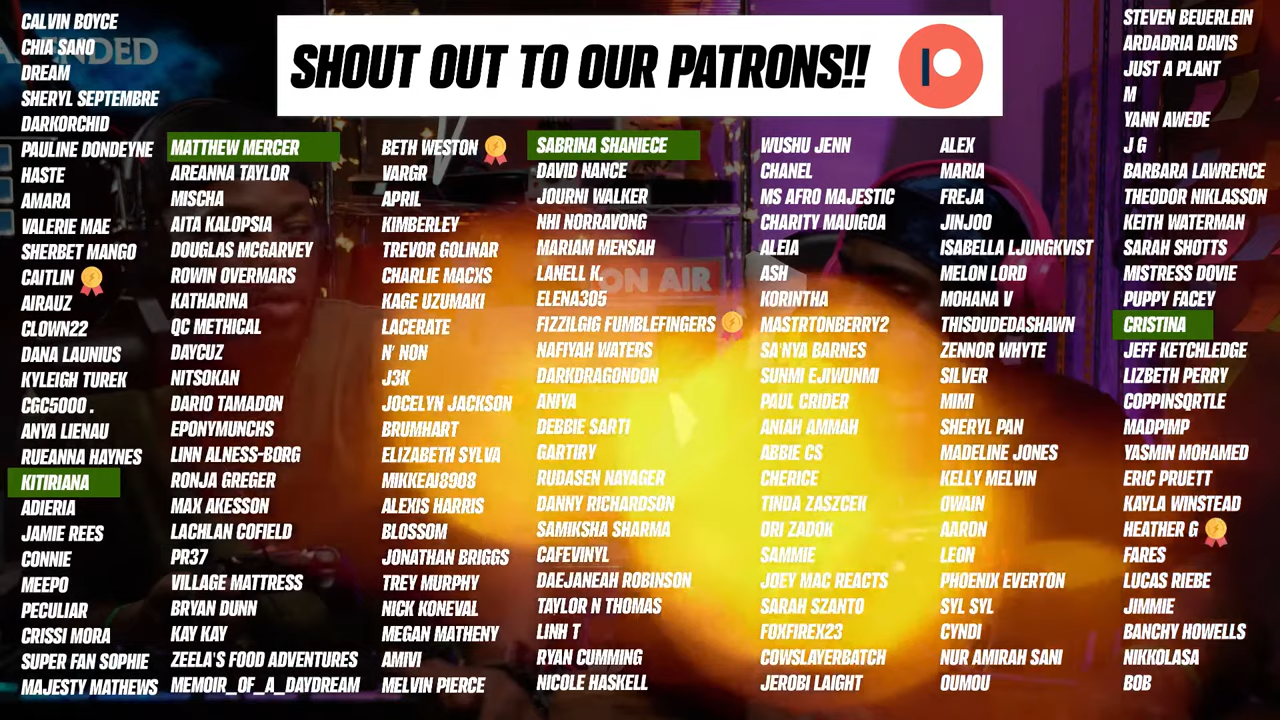 SHOUT OUT TO OUR PATRONS!!
CALVIN BOYCE
CHIA SANO
DREAM
SHERYL SEPTEMBRE
DARKORCHID
PAULINE DONDEYNE
HASTE
AMARA
VALERIE MAE
SHERBET MANGO
CAITLIN
AIRAUZ
CLOWN22
DANA LAUNIUS
KYLEIGH TUREK
CGC5000 .
ANYA LIENAU
RUEANNA HAYNES
KITIRIANA
ADIERIA
JAMIE REES
CONNIE
MEEPO
PECULIAR
CRISSI MORA
SUPER FAN SOPHIE
MAJESTY MATHEWS
MATTHEW MERCER
AREANNA TAYLOR
MISCHA
AITA KALOPSIA
DOUGLAS MCGARVEY
ROWIN OVERMARS
KATHARINA
QC METHICAL
DAYCUZ
NITSOKAN
DARIO TAMADON
EPONYMUNCHS
LINN ALNESS-BORG
RONJA GREGER
MAX AKESSON
LACHLAN COFIELD
PR37
VILLAGE MATTRESS
BRYAN DUNN
KAY KAY
ZEELA'S FOOD ADVENTURES
MEMOIR_OF_A_DAYDREAM
BETH WESTON
VARGR
APRIL
KIMBERLEY
TREVOR GOLINAR
CHARLIE MACXS
KAGE UZUMAKI
LACERATE
N' NON
J3K
JOCELYN JACKSON
BRUMHART
ELIZABETH SYLVA
MIKKEAI8908
ALEXIS HARRIS
BLOSSOM
JONATHAN BRIGGS
TREY MURPHY
NICK KONEVAL
MEGAN MATHENY
AMIVI
MELVIN PIERCE
SABRINA SHANIECE
DAVID NANCE
JOURNI WALKER
NHI NORRAVONG
MARIAM MENSAH
LANELL K.
ELENA305
FIZZILGIG FUMBLEFINGERS
NAFIYAH WATERS
DARKDRAGONDON
ANIYA
DEBBIE SARTI
GARTIRY
RUDASEN NAYAGER
DANNY RICHARDSON
SAMIKSHA SHARMA
CAFEVINYL
DAEJANEAH ROBINSON
TAYLOR N THOMAS
LINH T
RYAN CUMMING
NICOLE HASKELL
WUSHU JENN
CHANEL
MS AFRO MAJESTIC
CHARITY MAUIGOA
ALEIA
ASH
KORINTHA
MASTRTONBERRY2
SA'NYA BARNES
SUNMI EJIWUNMI
PAUL CRIDER
ANIAH AMMAH
ABBIE CS
CHERICE
TINDA ZASZCEK
ORI ZADOK
SAMMIE
JOEY MAC REACTS
SARAH SZANTO
FOXFIREX23
COWSLAYERBATCH
JEROBI LAIGHT
ALEX
MARIA
FREJA
JINJOO
ISABELLA LJUNGKVIST
MELON LORD
MOHANA V
THISDUDEDASHAWN
ZENNOR WHYTE
SILVER
MIMI
SHERYL PAN
MADELINE JONES
KELLY MELVIN
OWAIN
AARON
LEON
PHOENIX EVERTON
SYL SYL
CYNDI
NUR AMIRAH SANI
OUMOU
STEVEN BEUERLEIN
ARDADRIA DAVIS
JUST A PLANT
M
YANN AWEDE
J G
BARBARA LAWRENCE
THEODOR NIKLASSON
KEITH WATERMAN
SARAH SHOTTS
MISTRESS DOVIE
PUPPY FACEY
CRISTINA
JEFF KETCHLEDGE
LIZBETH PERRY
COPPINSQRTLE
MADPIMP
YASMIN MOHAMED
ERIC PRUETT
KAYLA WINSTEAD
HEATHER G
FARES
LUCAS RIEBE
JIMMIE
BANCHY HOWELLS
NIKKOLASA
BOB
ON AIR